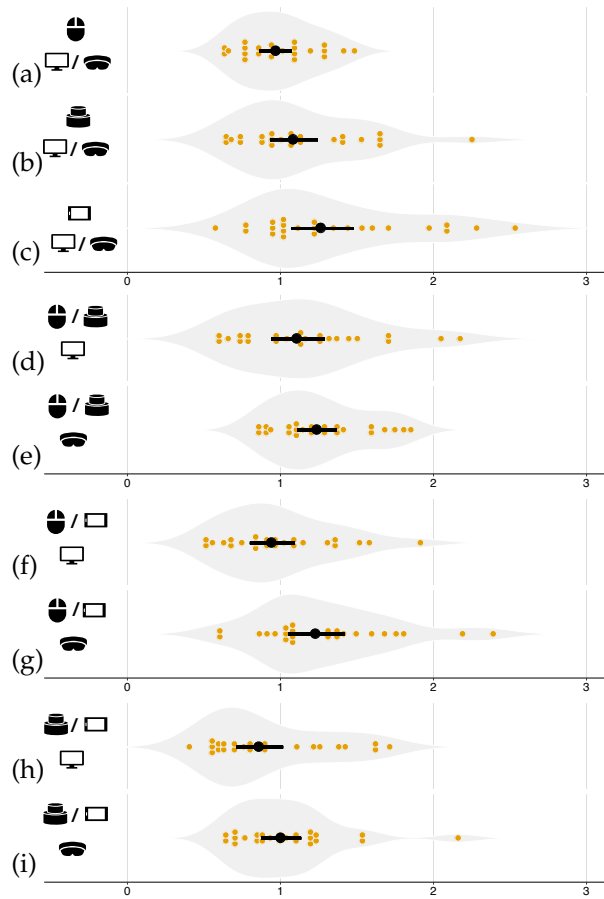 (a) /
(b) /
(c) /
0 1 2 3
(d) /
(e) /
0 1 2 3
(f) /
(g) /
0 1 2 3
(h) /
(i) /
0 1 2 3